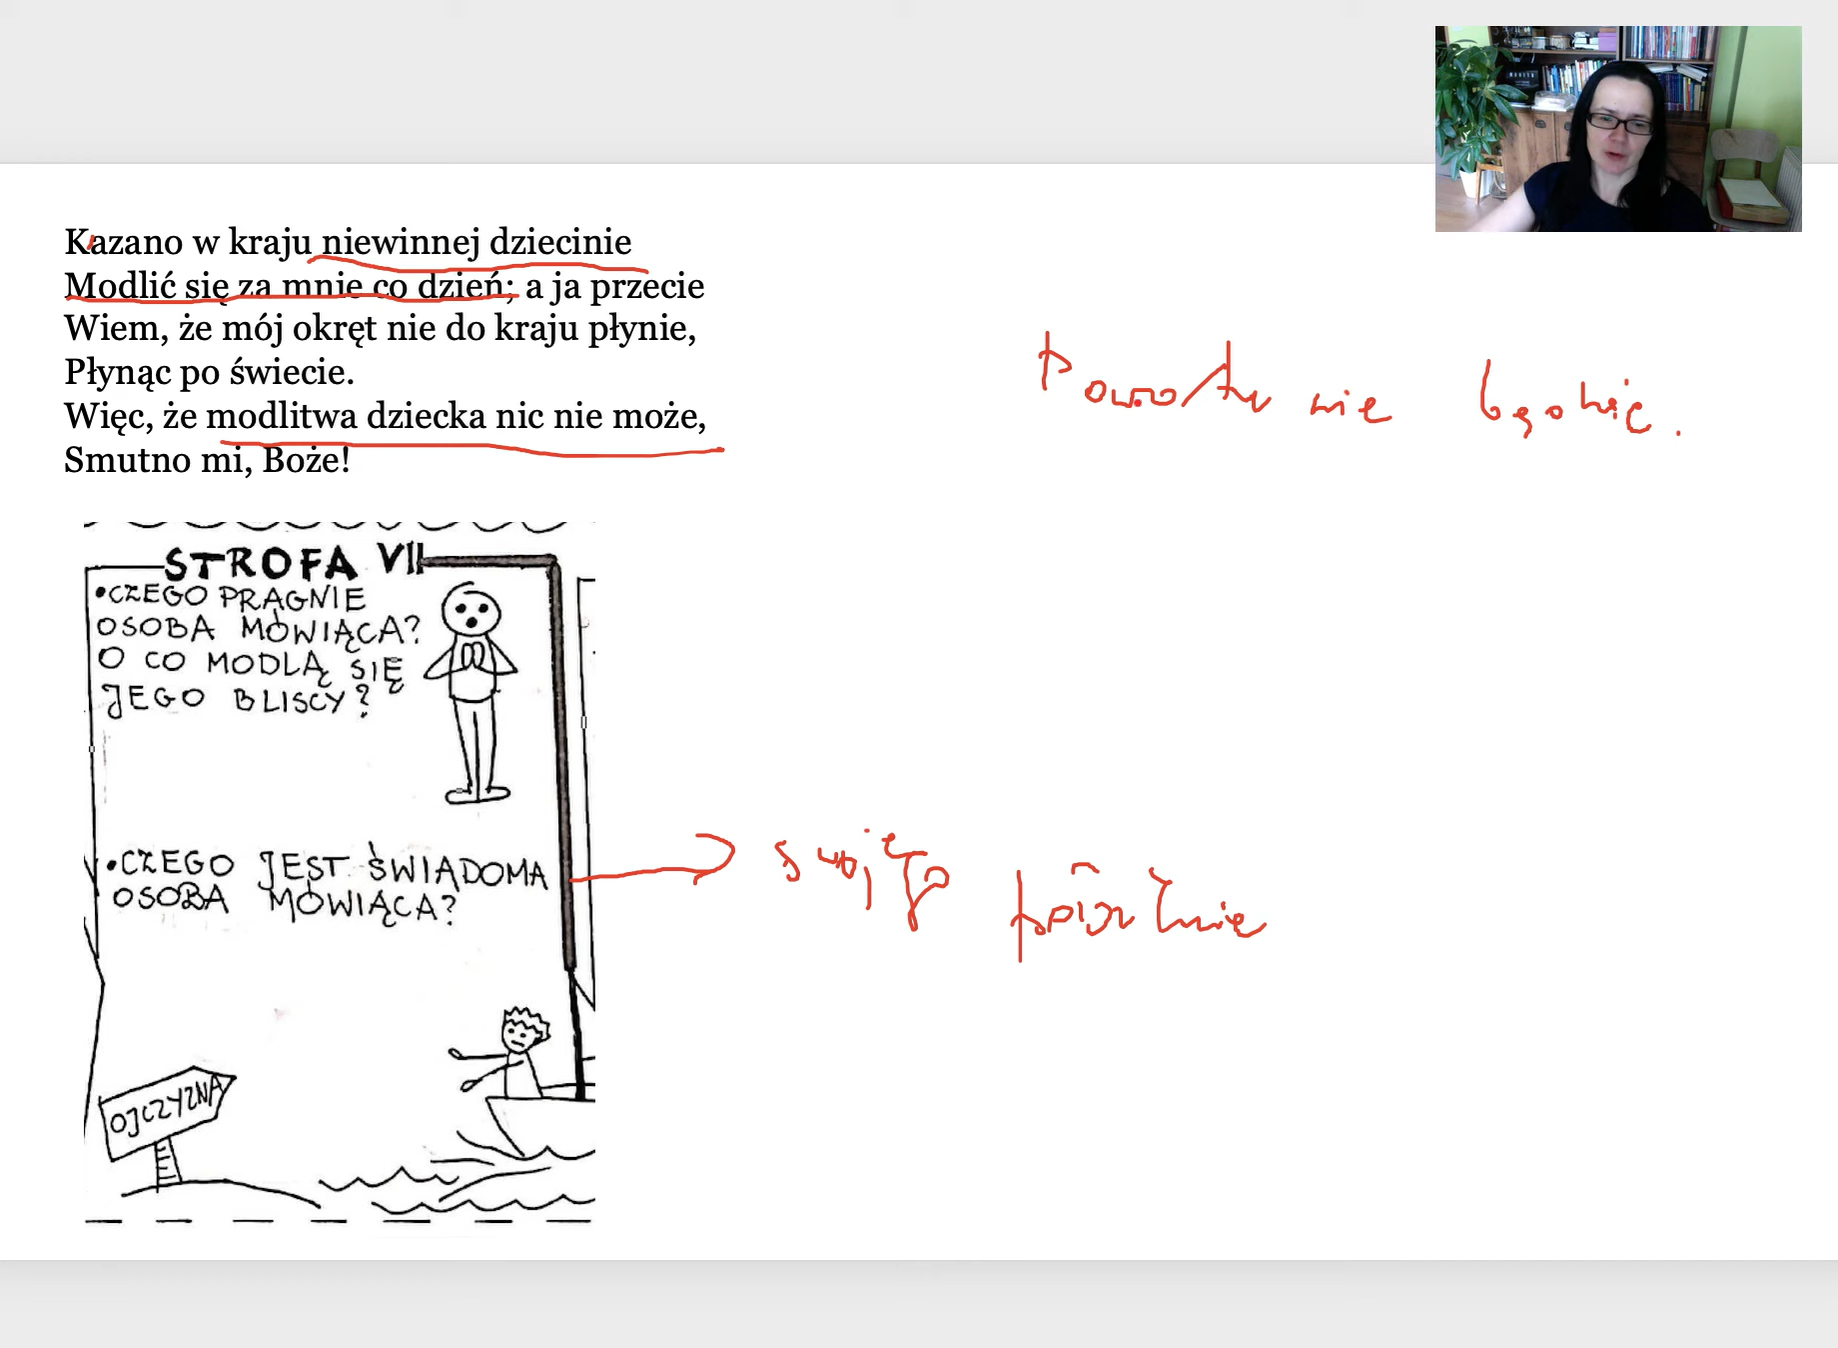 Kazano w kraju niewinnej dziecinie
Modlić się za mnie co dzień; a ja przecie
Wiem, że mój okręt nie do kraju płynie,
Płynąc po świecie.
Więc, że modlitwa dziecka nic nie może,
Smutno mi, Boże!
Powrotu nie będzie.
STROFA VII
•CZEGO PRAGNIE
OSOBA MÓWIĄCA?
O CO MODLĄ SIĘ
JEGO BLISCY?
•CZEGO JEST ŚWIADOMA
OSOBA MÓWIĄCA?
swojego
OJCZYZNA